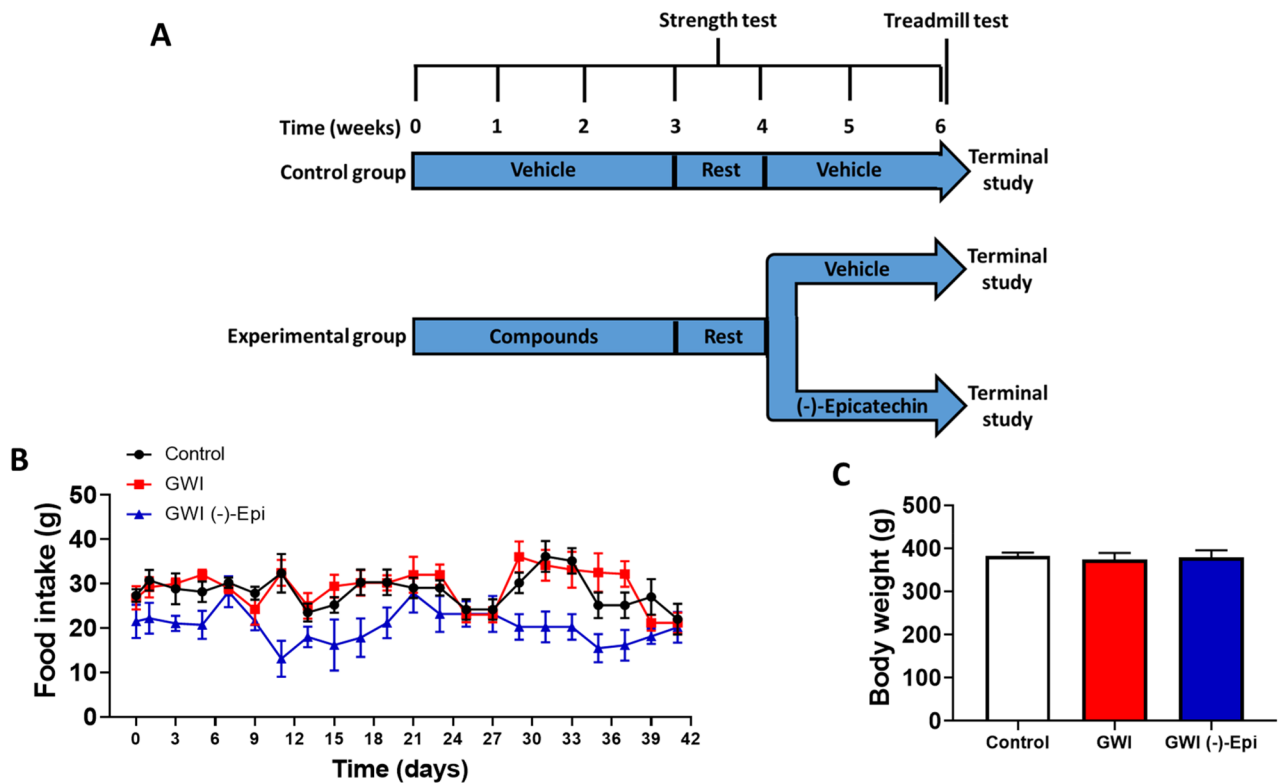 A
Strength test
Treadmill test
Time (weeks) 0 1 2 3 4 5 6
Control group
Vehicle
Rest
Vehicle
Terminal
study
Experimental group
Compounds
Rest
Vehicle
Terminal
study
(-)-Epicatechin
Terminal
study
B
Control
GWI
GWI (-)-Epi
Food intake (g)
50
40
30
20
10
0
0 3 6 9 12 15 18 21 24 27 30 33 36 39 42
Time (days)
C
Body weight (g)
500
400
300
200
100
0
Control GWI GWI (-)-Epi